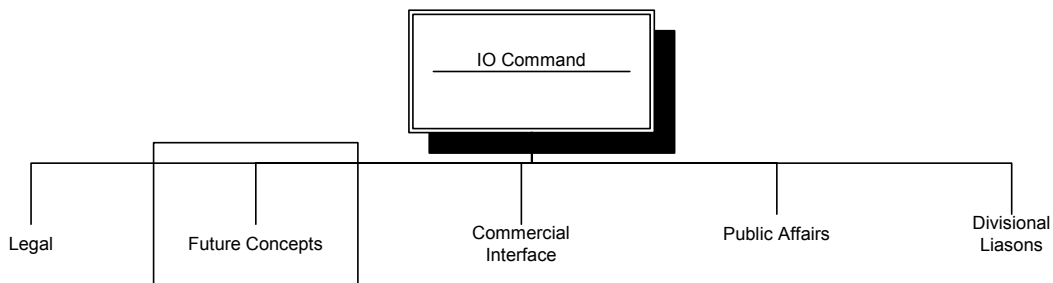 IO Command
Legal
Future Concepts
Commercial
Interface
Public Affairs
Divisional
Liasons